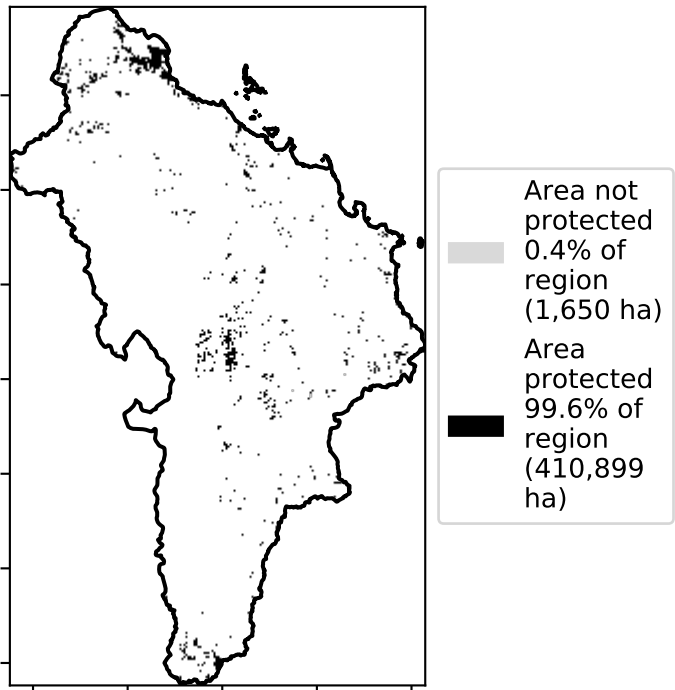 Area not
protected
0.4% of
region
(1,650 ha)
Area
protected
99.6% of
region
(410,899
ha)